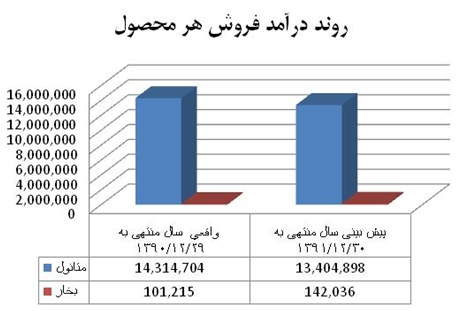 روند درآمد فروش هر محصول
16,000,000
14,000,000
12,000,000
10,000,000
8,000,000
6,000,000
4,000,000
2,000,000
0
واقعی سال منتهی به ۱۳۹۰/۱۲/۲۹
پیش بینی سال منتهی به ۱۳۹۱/۱۲/۳۰
متانول 14,314,704 13,404,898
بخار 101,215 142,036